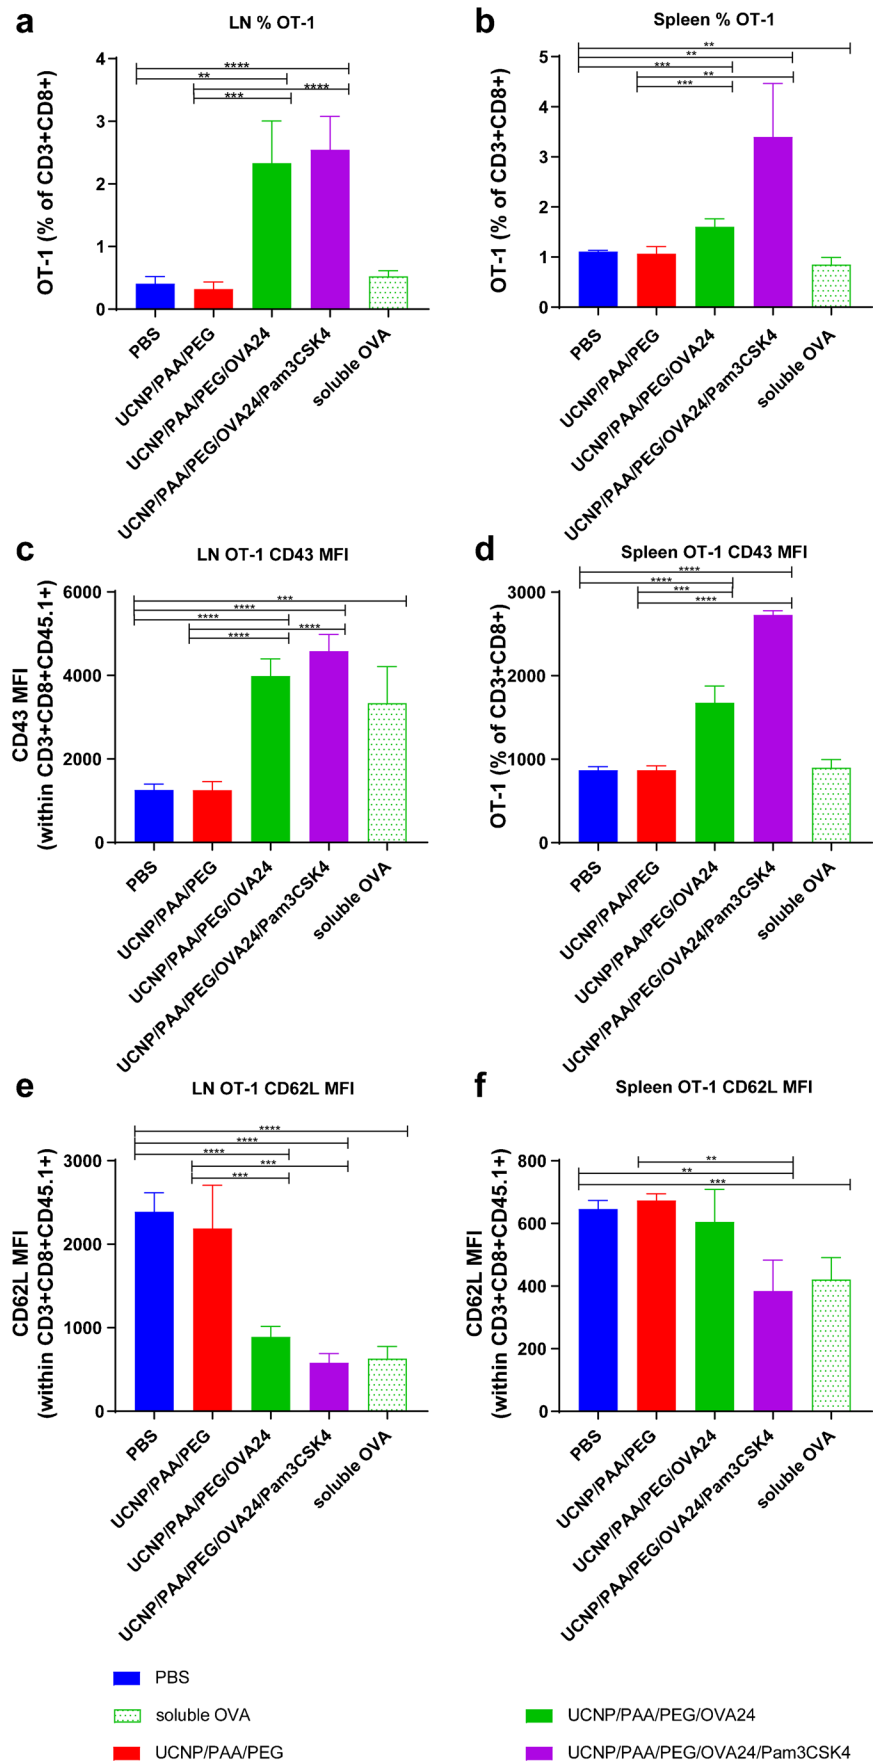 a
LN % OT-1
4
3
2
1
0
OT-1 (% of CD3+CD8+)
****
**
****
***
PBS
UCNP/PAA/PEG
UCNP/PAA/PEG/OVA24
UCNP/PAA/PEG/OVA24/Pam3CSK4
soluble OVA
b
Spleen % OT-1
5
4
3
2
1
0
OT-1 (% of CD3+CD8+)
**
**
***
**
***
PBS
UCNP/PAA/PEG
UCNP/PAA/PEG/OVA24
UCNP/PAA/PEG/OVA24/Pam3CSK4
soluble OVA
c
LN OT-1 CD43 MFI
6000
4000
2000
0
CD43 MFI
(within CD3+CD8+CD45.1+)
***
****
****
****
****
PBS
UCNP/PAA/PEG
UCNP/PAA/PEG/OVA24
UCNP/PAA/PEG/OVA24/Pam3CSK4
soluble OVA
d
Spleen OT-1 CD43 MFI
3000
2000
1000
0
OT-1 (% of CD3+CD8+)
****
****
***
****
PBS
UCNP/PAA/PEG
UCNP/PAA/PEG/OVA24
UCNP/PAA/PEG/OVA24/Pam3CSK4
soluble OVA
e
LN OT-1 CD62L MFI
3000
2000
1000
0
CD62L MFI
(within CD3+CD8+CD45.1+)
****
****
****
***
***
PBS
UCNP/PAA/PEG
UCNP/PAA/PEG/OVA24
UCNP/PAA/PEG/OVA24/Pam3CSK4
soluble OVA
f
Spleen OT-1 CD62L MFI
800
600
400
200
0
CD62L MFI
(within CD3+CD8+CD45.1+)
**
**
***
PBS
UCNP/PAA/PEG
UCNP/PAA/PEG/OVA24
UCNP/PAA/PEG/OVA24/Pam3CSK4
soluble OVA
PBS
soluble OVA
UCNP/PAA/PEG
UCNP/PAA/PEG/OVA24
UCNP/PAA/PEG/OVA24/Pam3CSK4